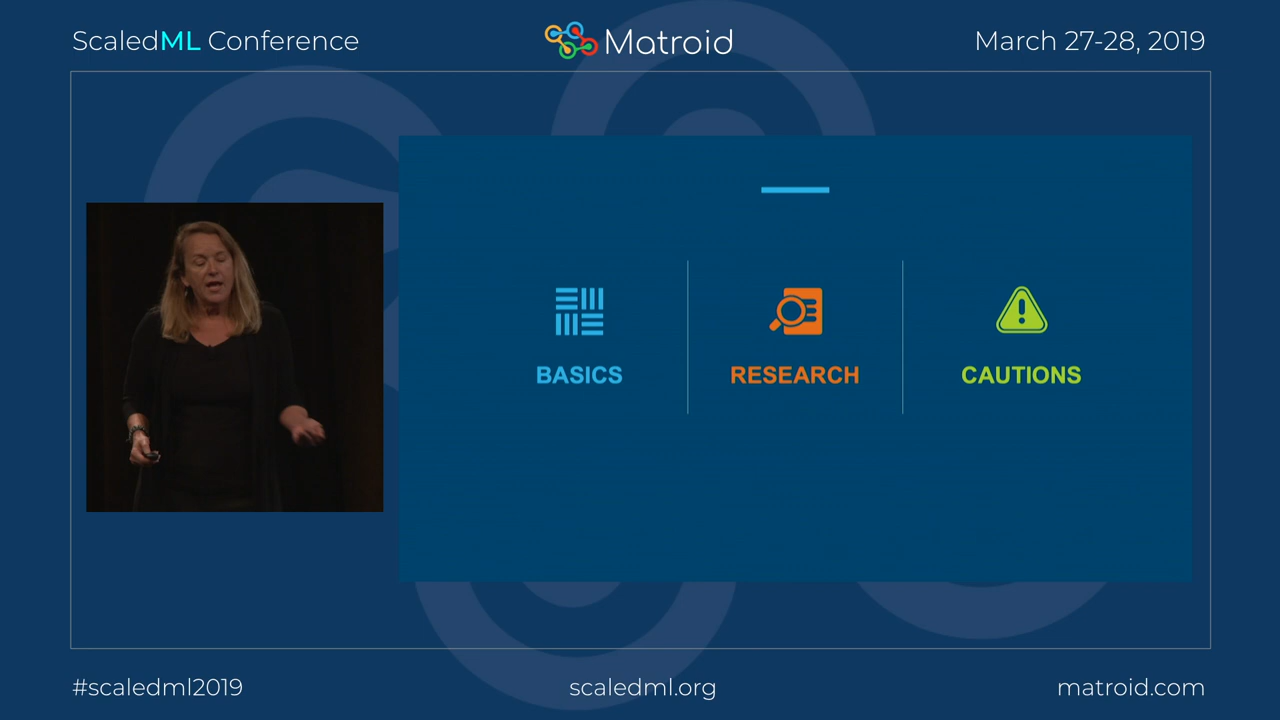 ScaledML Conference
Matroid
March 27-28, 2019
BASICS
RESEARCH
CAUTIONS
#scaledml2019
scaledml.org
matroid.com